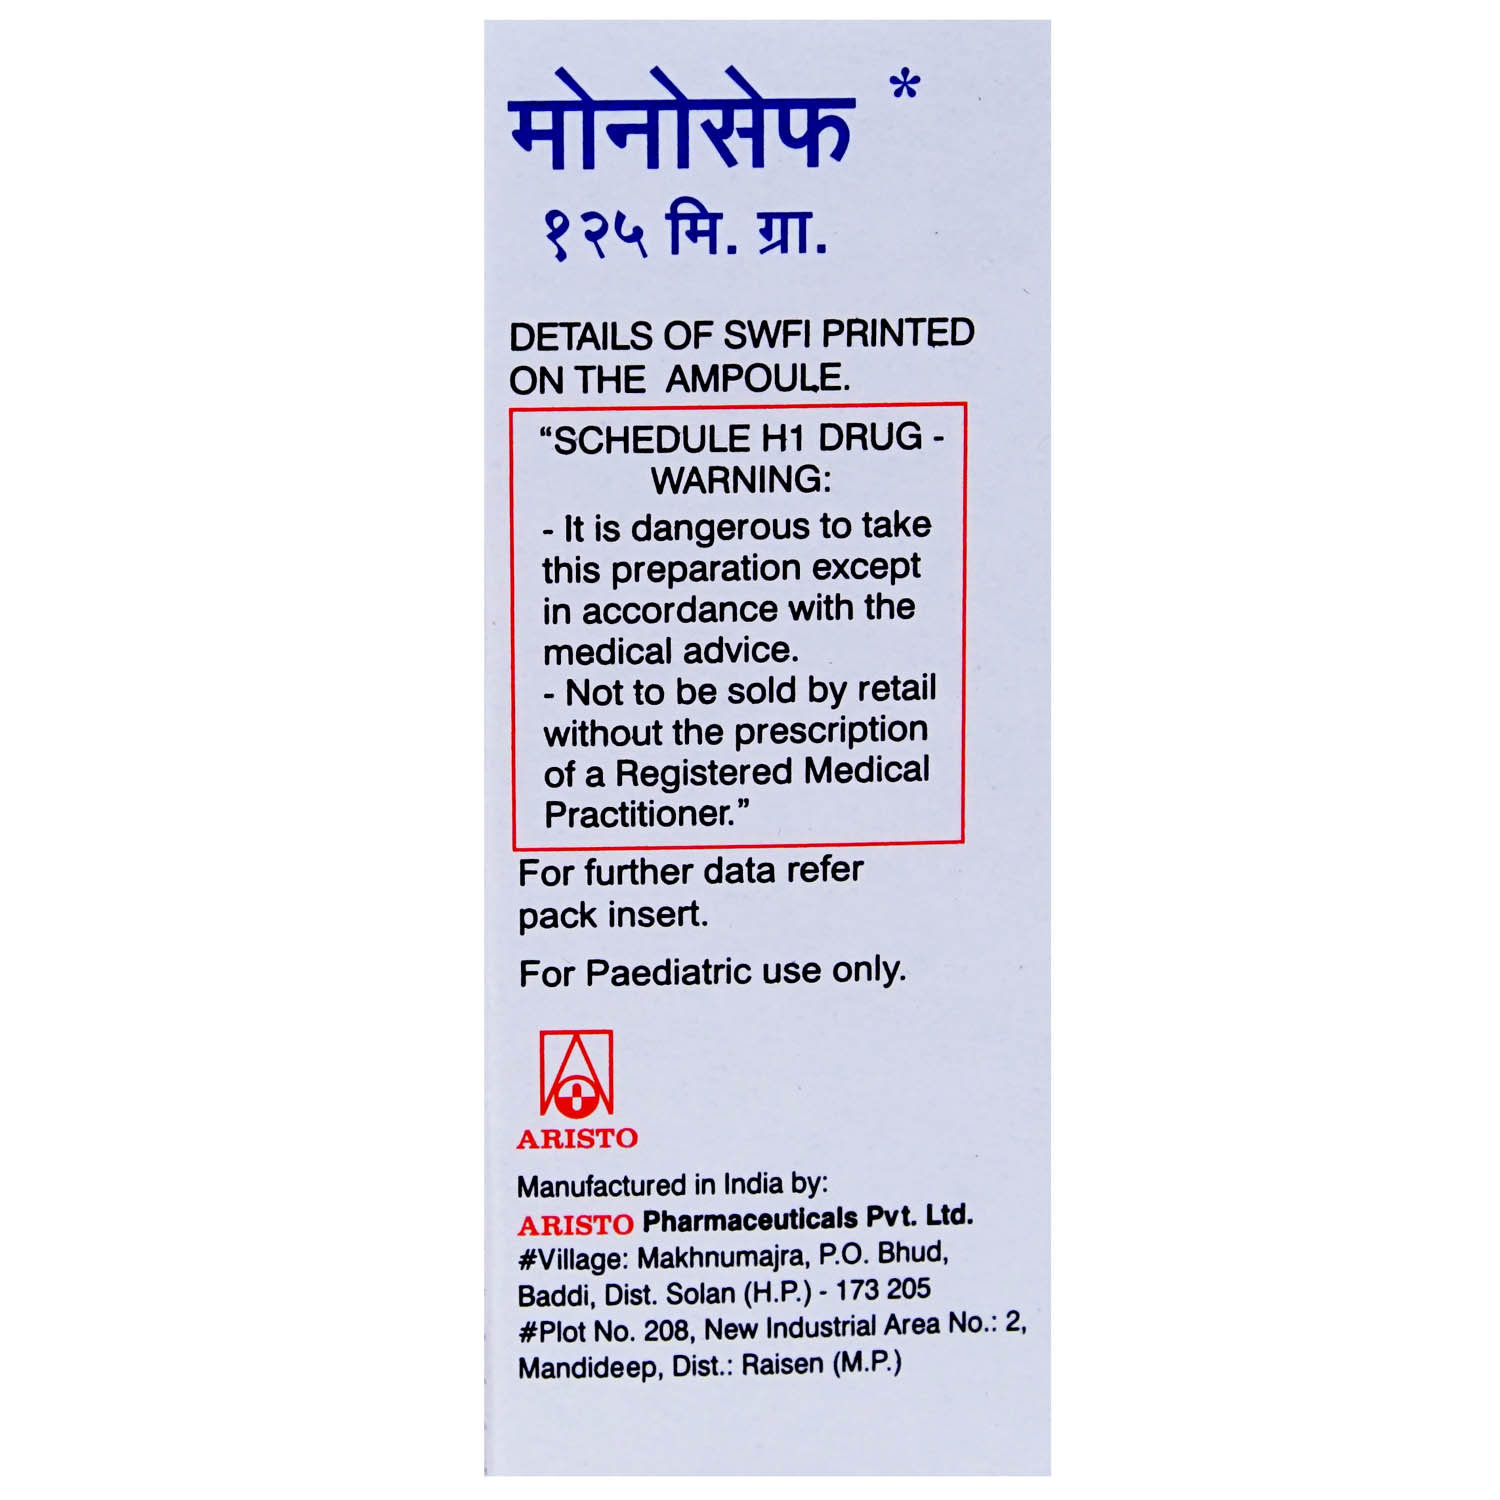 मोनोसेफ *
१२५ मि. ग्रा.
DETAILS OF SWFI PRINTED
ON THE AMPOULE.
“SCHEDULE H1 DRUG -
WARNING:
- It is dangerous to take
this preparation except
in accordance with the
medical advice.
- Not to be sold by retail
without the prescription
of a Registered Medical
Practitioner.”
For further data refer
pack insert.
For Paediatric use only.
ARISTO
Manufactured in India by:
ARISTO Pharmaceuticals Pvt. Ltd.
#Village: Makhnumajra, P.O. Bhud,
Baddi, Dist. Solan (H.P.) - 173 205
#Plot No. 208, New Industrial Area No.: 2,
Mandideep, Dist.: Raisen (M.P.)